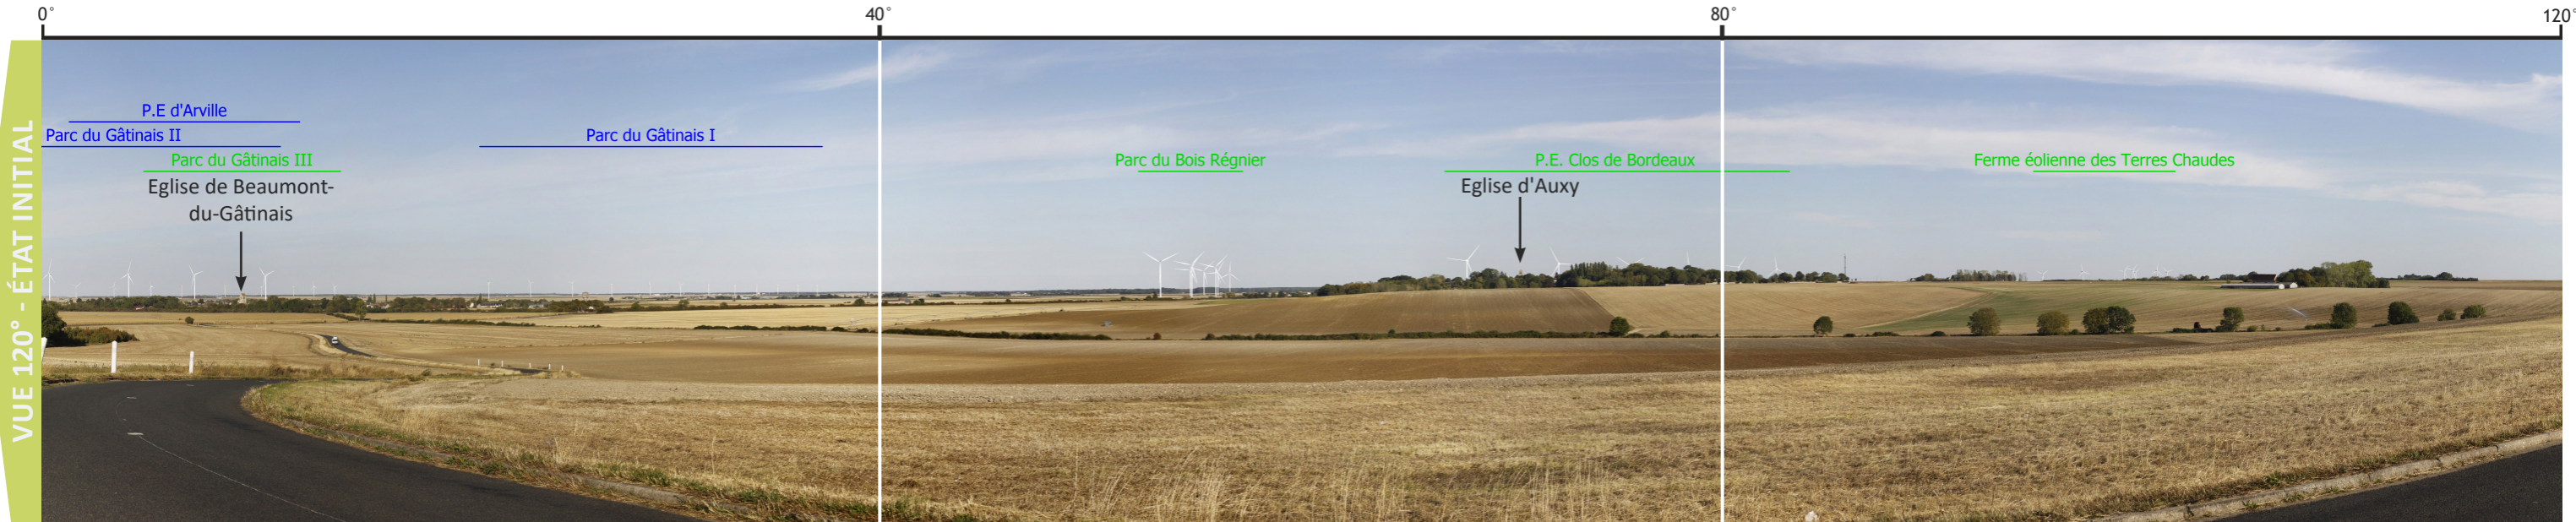 0°
40°
80°
120°
VUE 120° - ÉTAT INITIAL
P.E d'Arville
Parc du Gâtinais II
Parc du Gâtinais I
Parc du Gâtinais III
Parc du Bois Régnier
P.E. Clos de Bordeaux
Ferme éolienne des Terres Chaudes
Eglise de Beaumont-
du-Gâtinais
Eglise d'Auxy